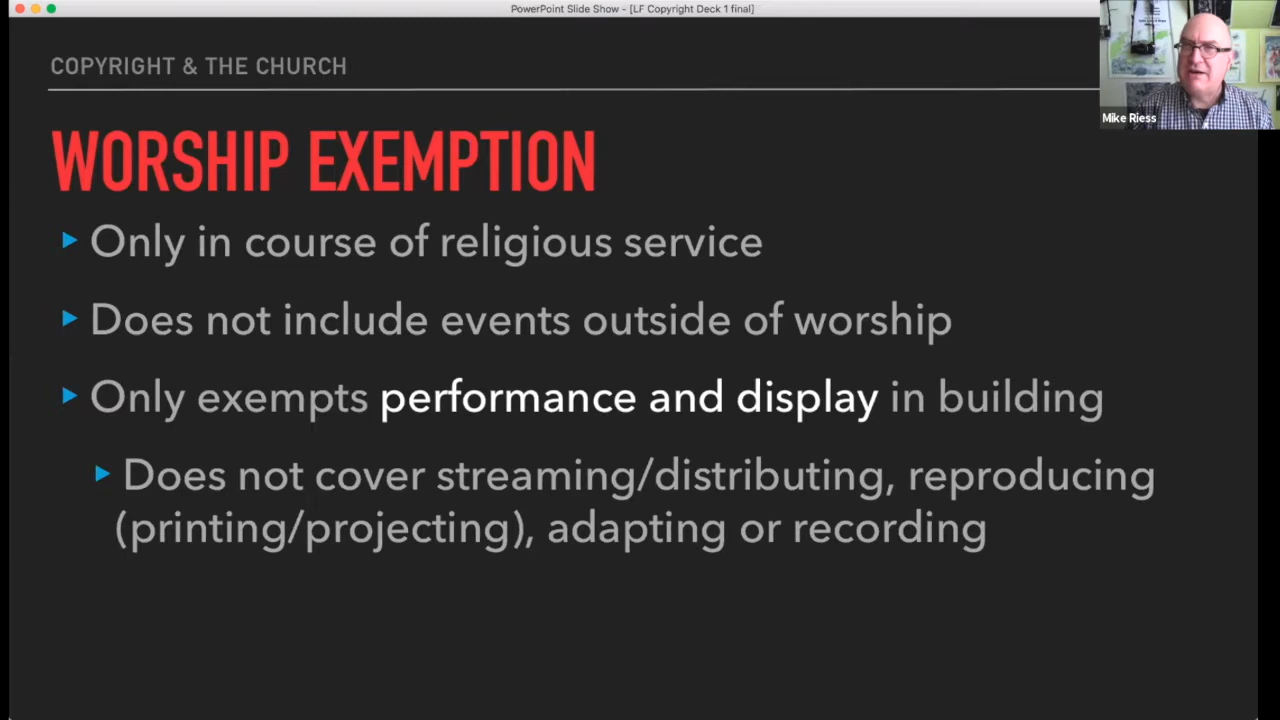 PowerPoint Slide Show - [LF Copyright Deck 1 final]
COPYRIGHT & THE CHURCH
Mike Riess
WORSHIP EXEMPTION
Only in course of religious service
Does not include events outside of worship
Only exempts performance and display in building
Does not cover streaming/distributing, reproducing
(printing/projecting), adapting or recording